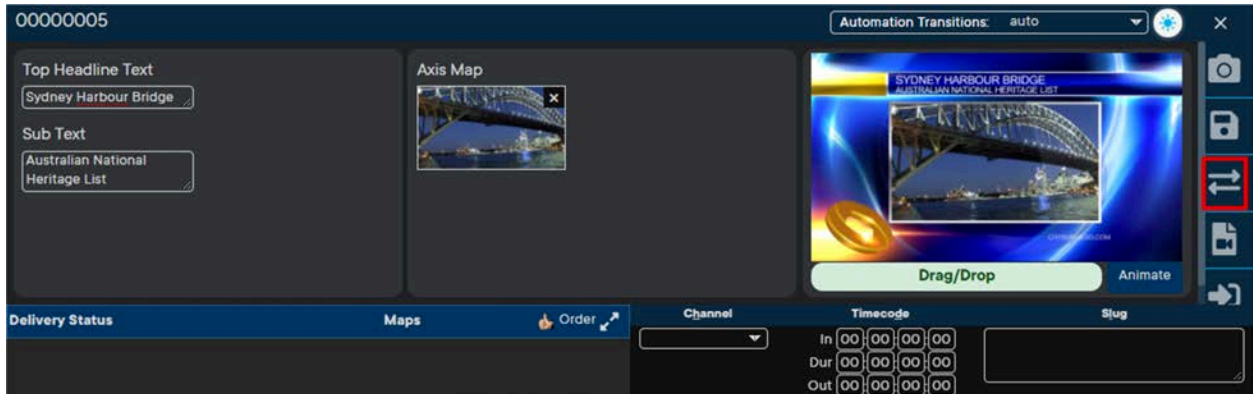 00000005
Automation Transitions: auto
Top Headline Text
Sydney Harbour Bridge
Sub Text
Australian National
Heritage List
Axis Map
SYDNEY HARBOUR BRIDGE
AUSTRALIAN NATIONAL HERITAGE LIST
Drag/Drop
Animate
Delivery Status
Maps
Order
Channel
Timecode
Slug
In 00:00:00:00
Dur 00:00:00:00
Out 00:00:00:00